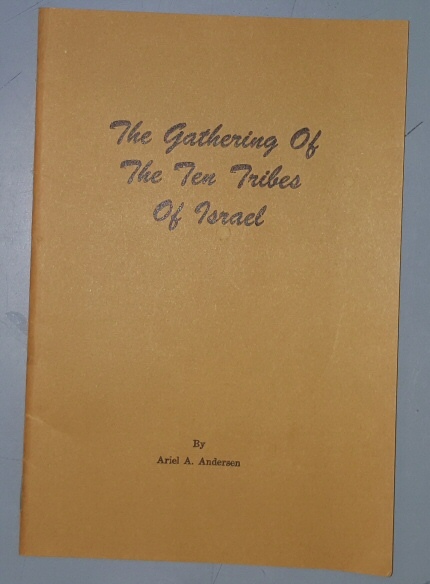 The Gathering Of
The Ten Tribes
Of Israel
By
Ariel A. Andersen